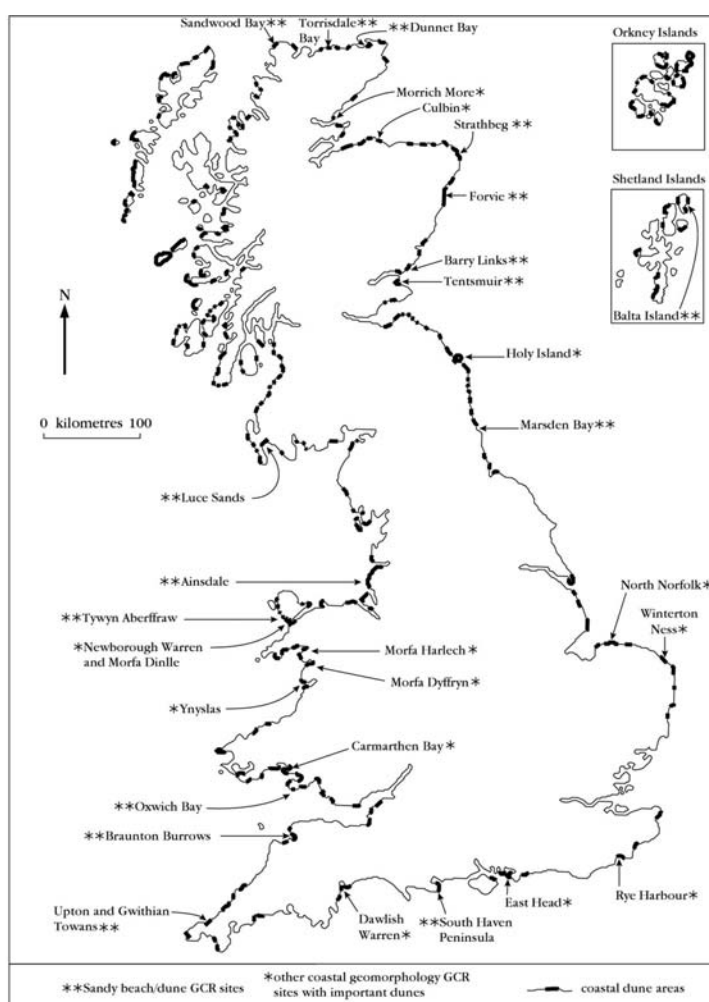 Sandwood Bay**
Torrisdale**
Bay
**Dunnet Bay
Orkney Islands
Morrich More*
Culbin*
Strathbeg **
Forvie **
Shetland Islands
Balta Island**
Barry Links**
Tentsmuir**
N
Holy Island*
0 kilometres 100
Marsden Bay**
**Luce Sands
**Ainsdale
North Norfolk*
Winterton
Ness*
**Tywyn Aberffraw
*Newborough Warren
and Morfa Dinlle
Morfa Harlech *
Morfa Dyffryn *
*Ynyslas
Carmarthen Bay*
**Oxwich Bay
**Braunton Burrows
Upton and Gwithian
Towans**
Dawlish
Warren*
**South Haven
Peninsula
East Head*
Rye Harbour*
**Sandy beach/dune GCR sites
*other coastal geomorphology GCR
sites with important dunes
coastal dune areas